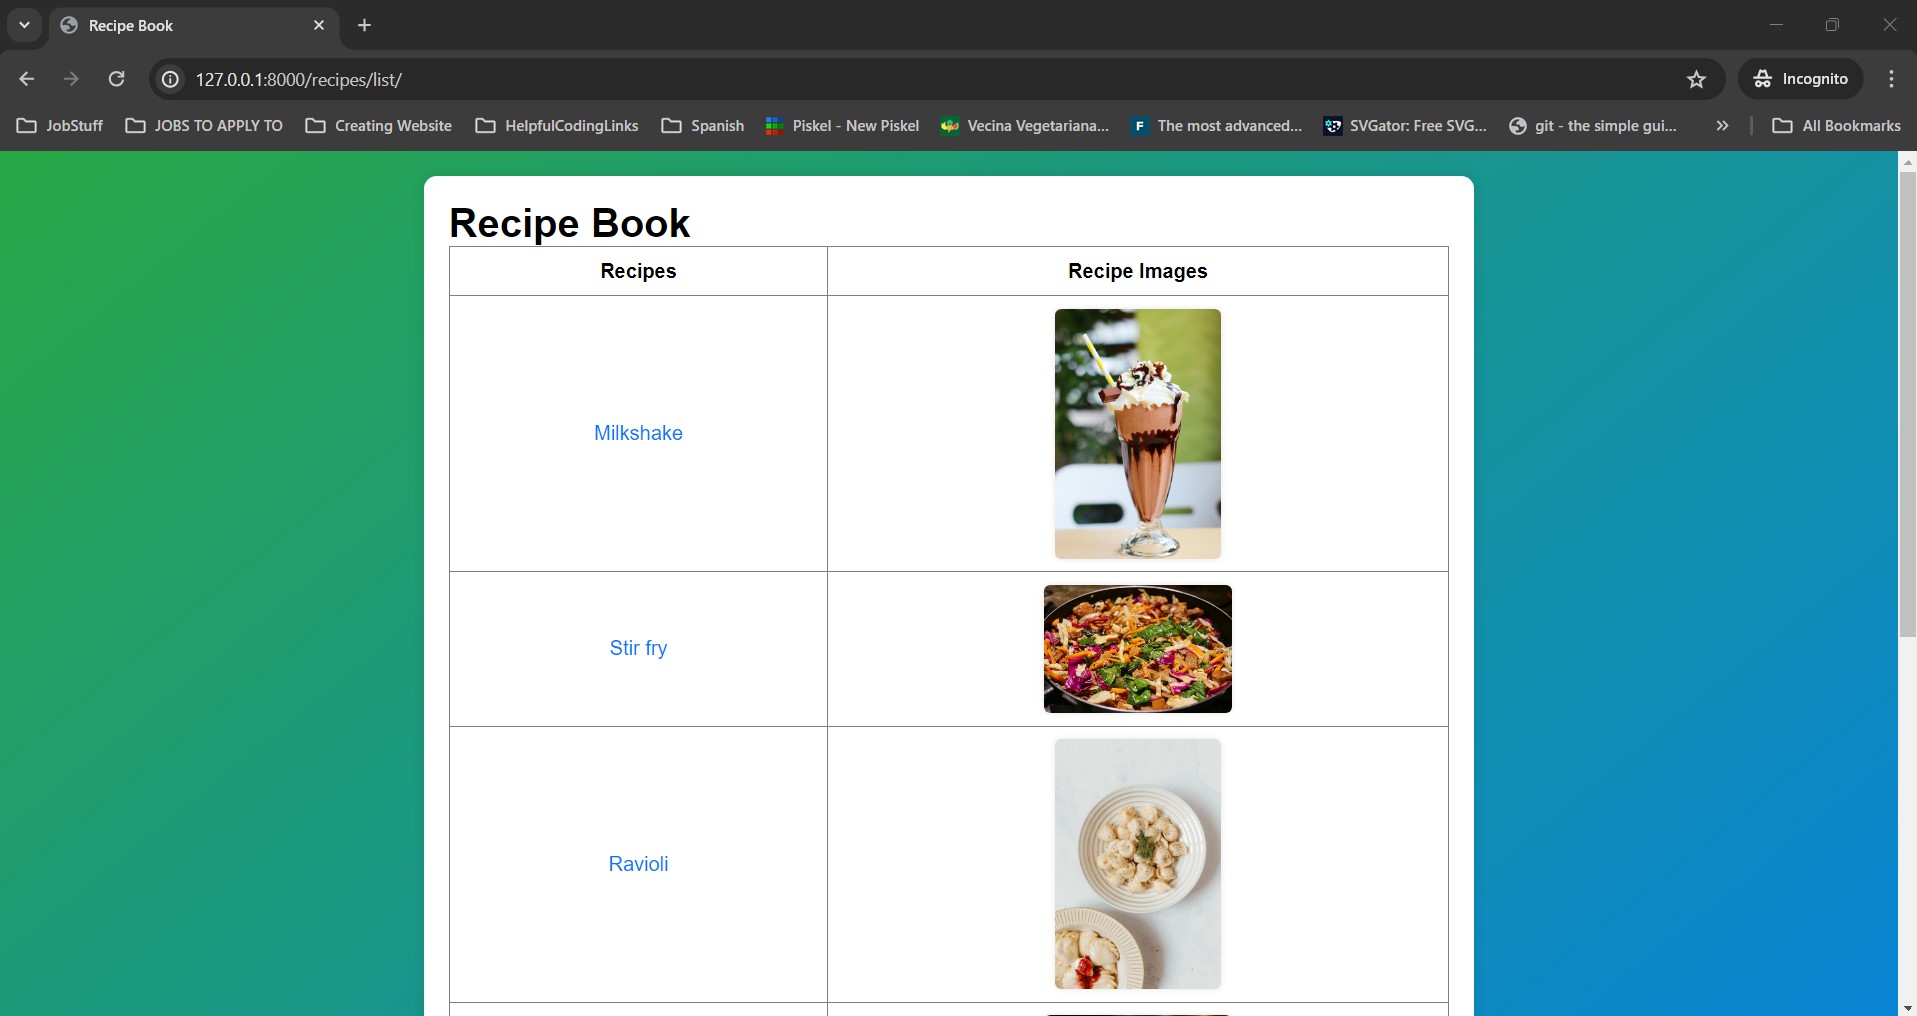 Recipe Book
127.0.0.1:8000/recipes/list/
Incognito
JobStuff JOBS TO APPLY TO Creating Website HelpfulCodingLinks Spanish Piskel - New Piskel Vecina Vegetariana... F The most advanced... SVGator: Free SVG... git - the simple gui... All Bookmarks
Recipe Book
Recipes Recipe Images
Milkshake
Stir fry
Ravioli